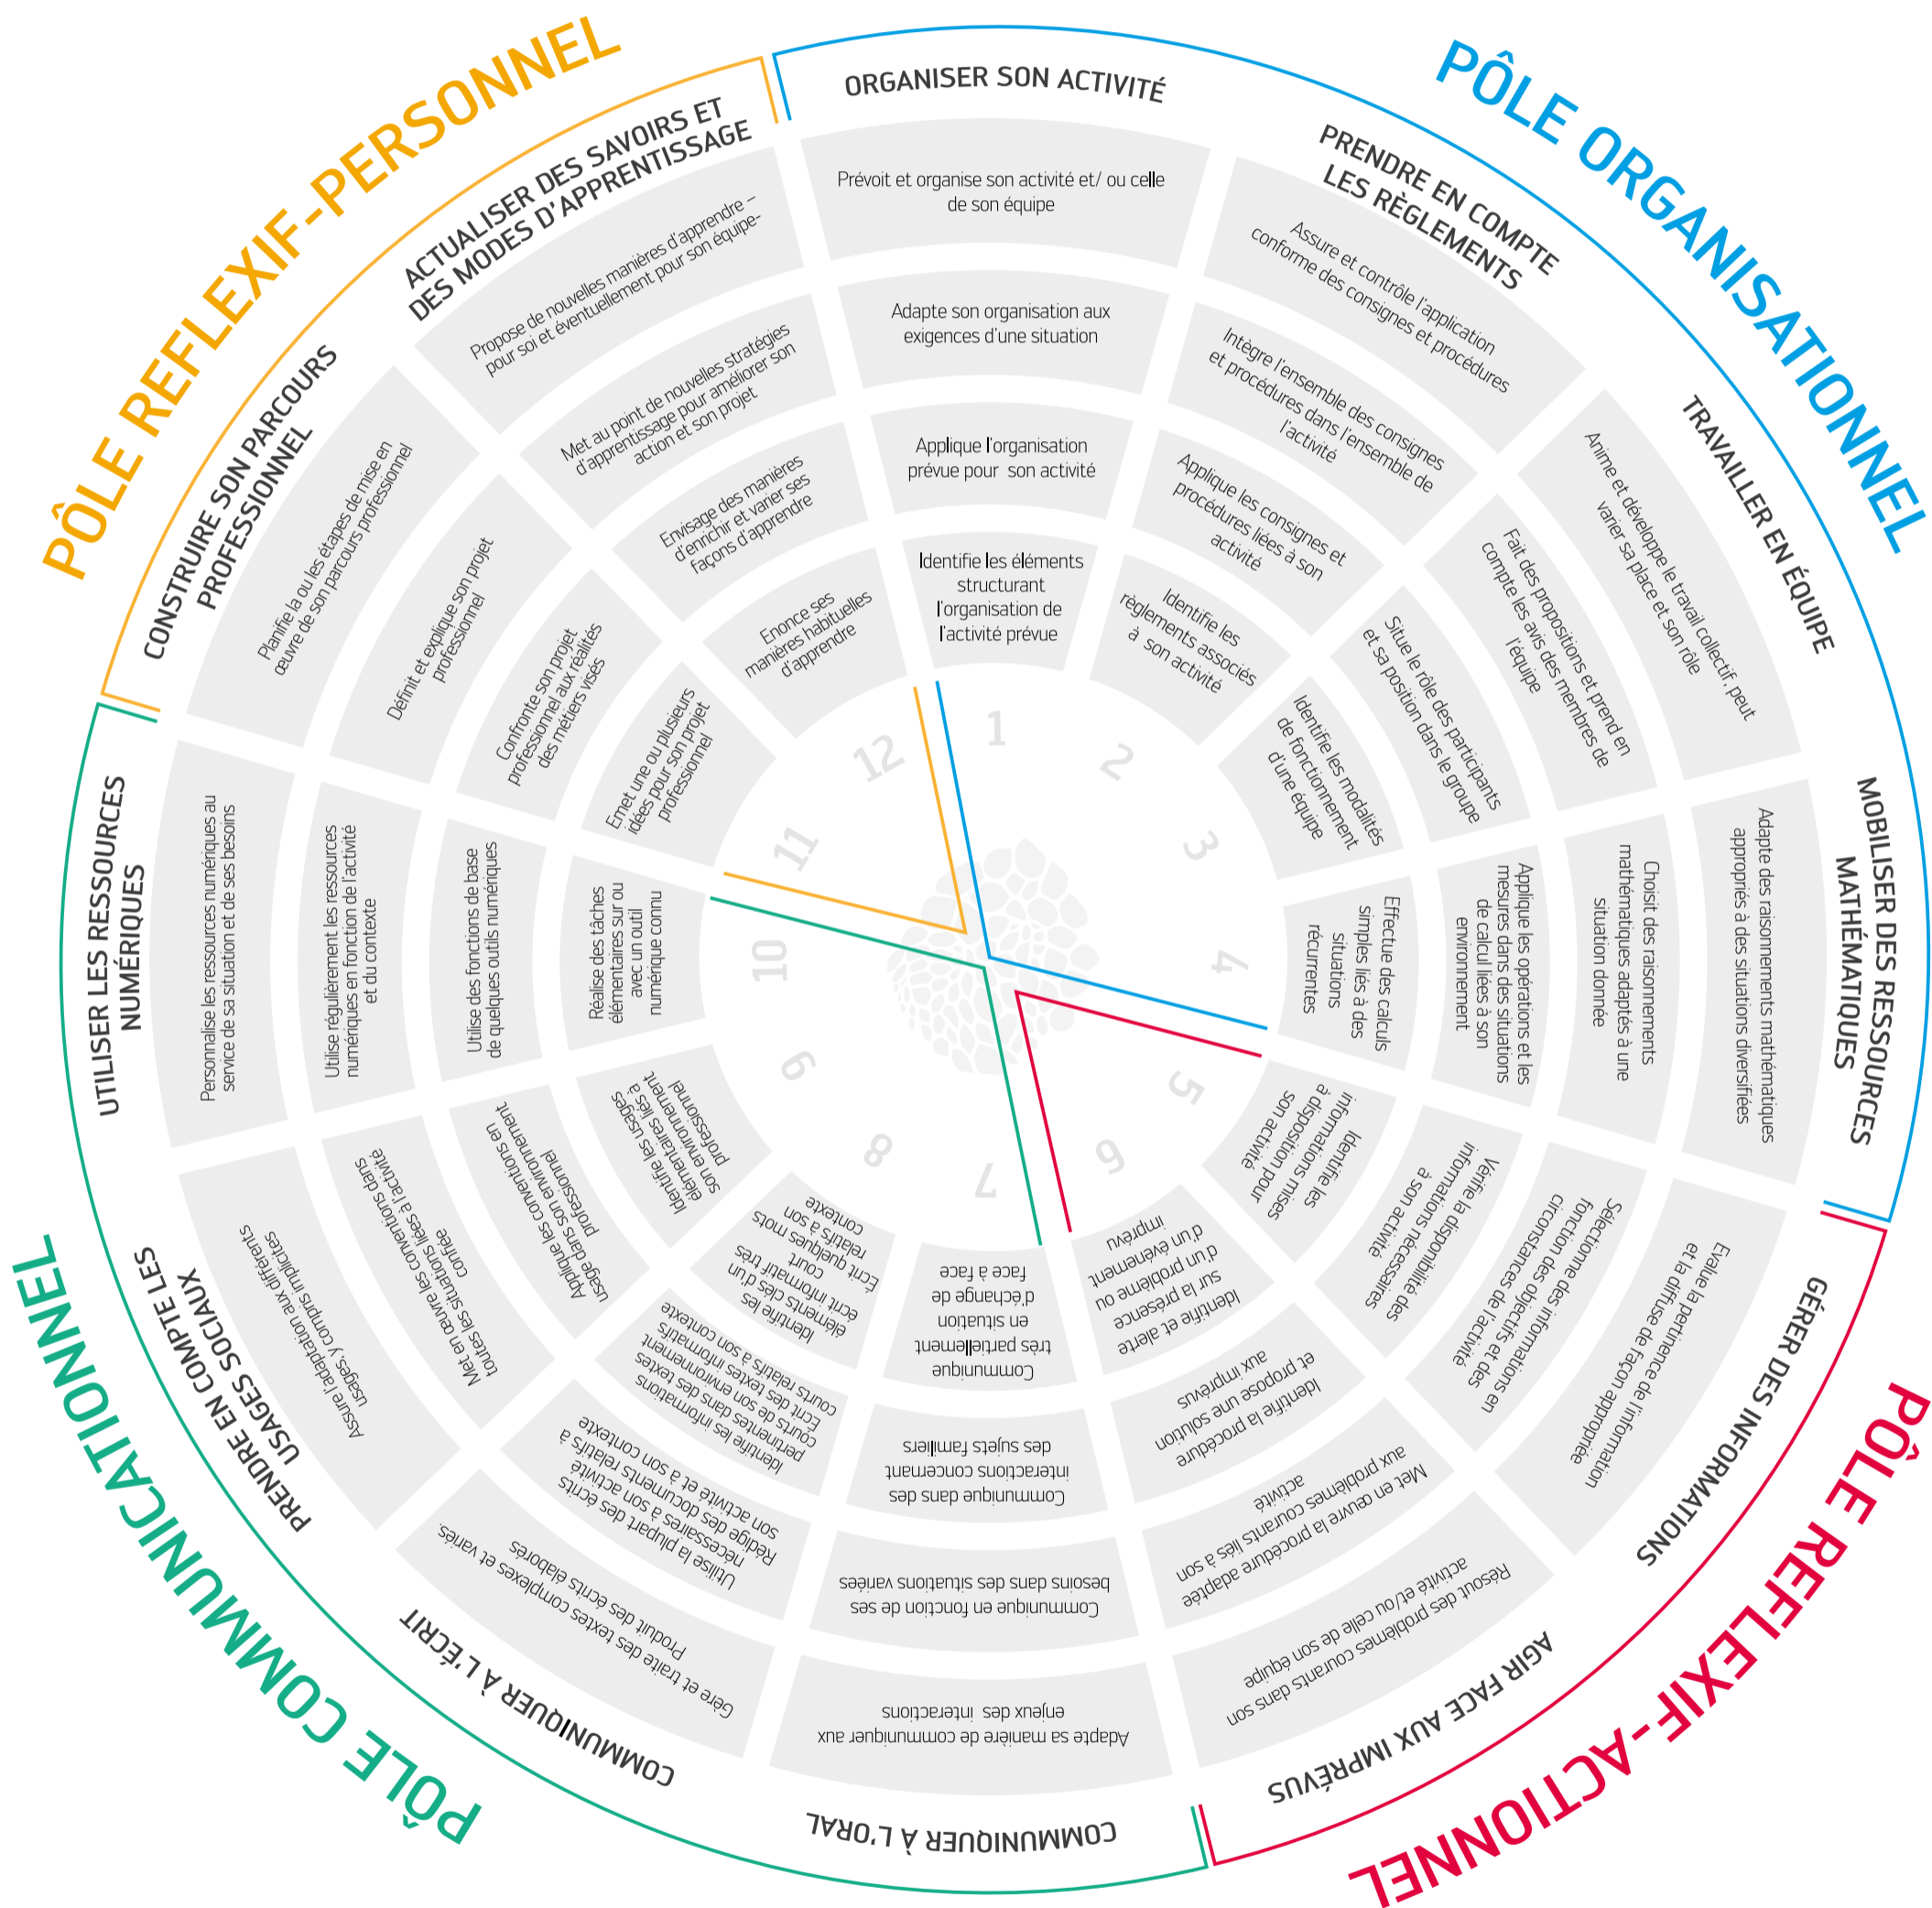 PÔLE ORGANISATIONNEL
ORGANISER SON ACTIVITÉ
Prévoit et organise son activité et/ ou celle
de son équipe
Adapte son organisation aux
exigences d'une situation
Applique l'organisation
prévue pour son activité
Identifie les éléments
structurant
l'organisation de
l'activité prévue
1
PRENDRE EN COMPTE
LES RÈGLEMENTS
Assure et contrôle l'application
conforme des consignes et procédures
Intègre l'ensemble des consignes
et procédures dans l'ensemble de
l'activité
Applique les consignes et
procédures liées à son
activité
Identifie les
règlements associés
à son activité
2
TRAVAILLER EN ÉQUIPE
Anime et développe le travail collectif, peut
varier sa place et son rôle
Fait des propositions et prend en
compte les avis des membres de
l'équipe
Situe le rôle des participants
et sa position dans le groupe
Identifie les modalités
de fonctionnement
d'une équipe
3
MOBILISER DES RESSOURCES
MATHÉMATIQUES
Adapte des raisonnements mathématiques
appropriés à des situations diversifiées
Choisit des raisonnements
mathématiques adaptés à une
situation donnée
Applique les opérations et les
mesures dans des situations
de calcul liées à son
environnement
Effectue des calculs
simples liés à des
situations
récurrentes
4
PÔLE REFLEXIF-ACTIONNEL
GÉRER DES INFORMATIONS
Evalue la pertinence de l'information
et la diffuse de façon appropriée
Sélectionne des informations en
fonction des objectifs et des
circonstances de l'activité
Vérifie la disponibilité des
informations nécessaires
à son activité
Identifie les
informations mises
à disposition pour
son activité
5
AGIR FACE AUX IMPRÉVUS
Résout des problèmes courants dans son
activité et/ou celle de son équipe
Met en œuvre la procédure adaptée
aux problèmes courants liés à son
activité
Identifie la procédure
et propose une solution
aux imprévus
Identifie et alerte
sur la présence
d'un problème ou
d'un événement
imprévu
6
PÔLE COMMUNICATIONNEL
COMMUNIQUER À L'ORAL
Adapte sa manière de communiquer aux
enjeux des interactions
Communique en fonction de ses
besoins dans des situations variées
Communique dans des
interactions concernant
des sujets familiers
Communique
très partiellement
en situation
d'échange de
face à face
7
COMMUNIQUER À L'ÉCRIT
Gère et traite des textes complexes et variés.
Produit des écrits élaborés
Utilise la plupart des écrits
nécessaires à son activité
Rédige des documents relatifs à
son activité et à son contexte
Identifie les informations
pertinentes dans des textes
courts de son environnement
Écrit des textes informatifs
courts relatifs à son contexte
Identifie les
éléments clés d'un
écrit informatif très
court
Écrit quelques mots
relatifs à son
contexte
8
PRENDRE EN COMPTE LES
USAGES SOCIAUX
Assure l'adaptation aux différents
usages, y compris implicites
Met en œuvre les conventions dans
toutes les situations liées à l'activité
confiée
Applique les conventions en
usage dans son environnement
professionnel
Identifie les usages
élémentaires liés à
son environnement
professionnel
9
UTILISER LES RESSOURCES
NUMÉRIQUES
Personnalise les ressources numériques au
service de sa situation et de ses besoins
Utilise régulièrement les ressources
numériques en fonction de l'activité
et du contexte
Utilise des fonctions de base
de quelques outils numériques
Réalise des tâches
élémentaires sur ou
avec un outil
numérique connu
10
PÔLE REFLEXIF-PERSONNEL
CONSTRUIRE SON PARCOURS
PROFESSIONNEL
Planifie la ou les étapes de mise en
œuvre de son parcours professionnel
Définit et explique son projet
professionnel
Confronte son projet
professionnel aux réalités
des métiers visés
Emet une ou plusieurs
idées pour son projet
professionnel
11
ACTUALISER DES SAVOIRS ET
DES MODES D'APPRENTISSAGE
Propose de nouvelles manières d'apprendre –
pour soi et éventuellement pour son équipe-
Met au point de nouvelles stratégies
d'apprentissage pour améliorer son
action et son projet
Envisage des manières
d'enrichir et varier ses
façons d'apprendre
Enonce ses
manières habituelles
d'apprendre
12